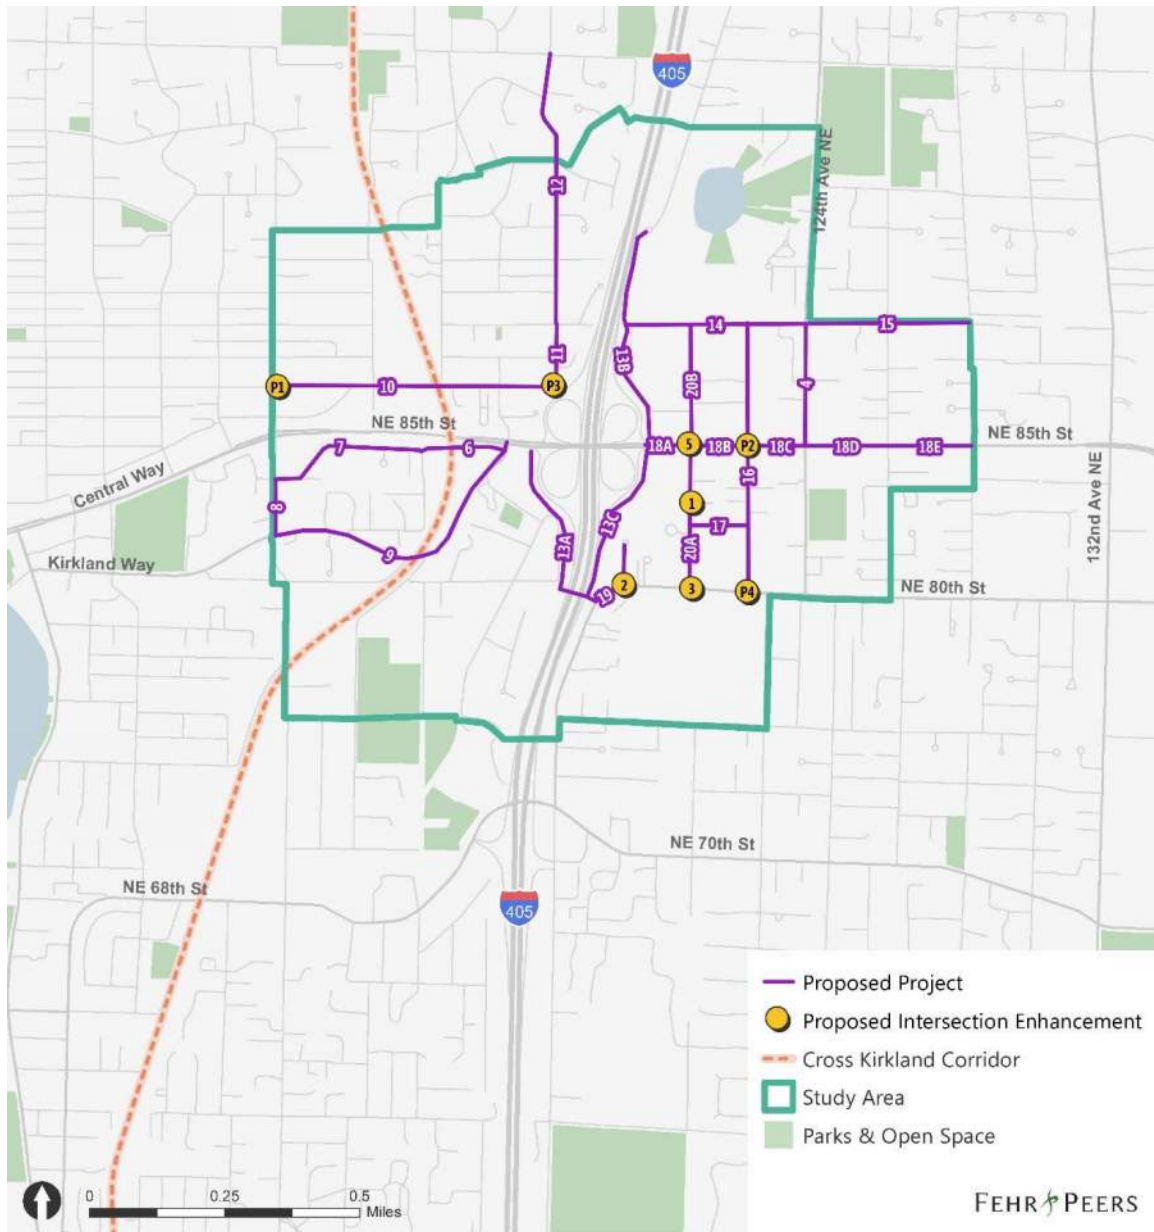 405
124th Ave NE
12
14
15
11
13B
20B
4
P1
10
P3
NE 85th St
7
6
18A
5
18B
P2
18C
18D
18E
NE 85th St
Central Way
8
16
1
132nd Ave NE
13C
17
13A
9
20A
Kirkland Way
2
3
P4
19
NE 80th St
NE 70th St
NE 68th St
405
Proposed Project
Proposed Intersection Enhancement
Cross Kirkland Corridor
Study Area
Parks & Open Space
0 0.25 0.5
Miles
FEHR PEERS